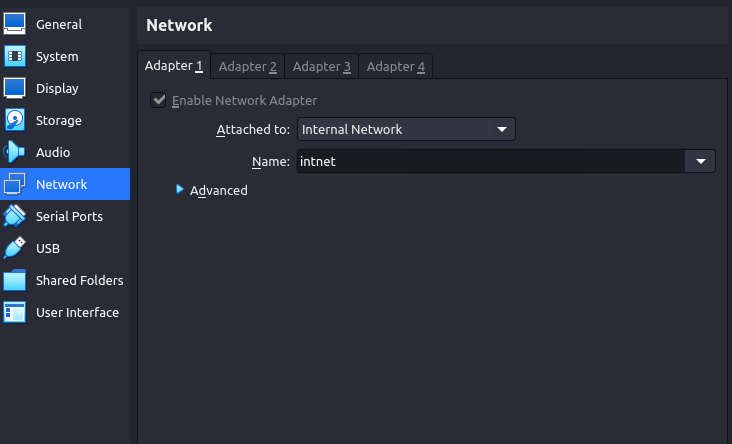 General
System
Display
Storage
Audio
Network
Serial Ports
USB
Shared Folders
User Interface
Network
Adapter 1 Adapter 2 Adapter 3 Adapter 4
Enable Network Adapter
Attached to: Internal Network
Name: intnet
Advanced